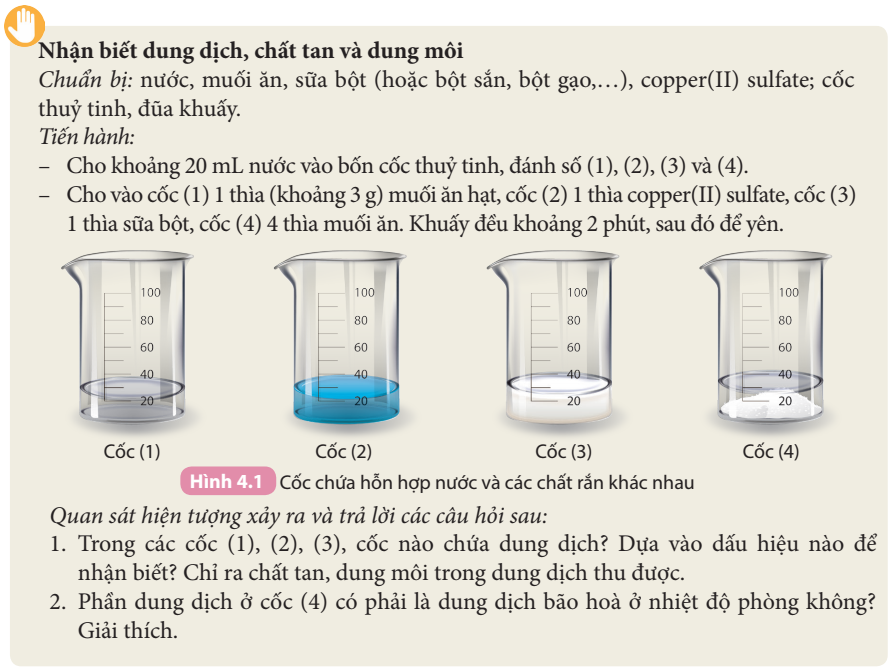 Nhận biết dung dịch, chất tan và dung môi
Chuẩn bị: nước, muối ăn, sữa bột (hoặc bột sắn, bột gạo,…), copper(II) sulfate; cốc
thuỷ tinh, đũa khuấy.
Tiến hành:
– Cho khoảng 20 mL nước vào bốn cốc thuỷ tinh, đánh số (1), (2), (3) và (4).
– Cho vào cốc (1) 1 thìa (khoảng 3 g) muối ăn hạt, cốc (2) 1 thìa copper(II) sulfate, cốc (3)
1 thìa sữa bột, cốc (4) 4 thìa muối ăn. Khuấy đều khoảng 2 phút, sau đó để yên.
100 100 100 100
80 80 80 80
60 60 60 60
40 40 40 40
20 20 20 20
Cốc (1) Cốc (2) Cốc (3) Cốc (4)
Hình 4.1 Cốc chứa hỗn hợp nước và các chất rắn khác nhau
Quan sát hiện tượng xảy ra và trả lời các câu hỏi sau:
1. Trong các cốc (1), (2), (3), cốc nào chứa dung dịch? Dựa vào dấu hiệu nào để
nhận biết? Chỉ ra chất tan, dung môi trong dung dịch thu được.
2. Phần dung dịch ở cốc (4) có phải là dung dịch bão hoà ở nhiệt độ phòng không?
Giải thích.